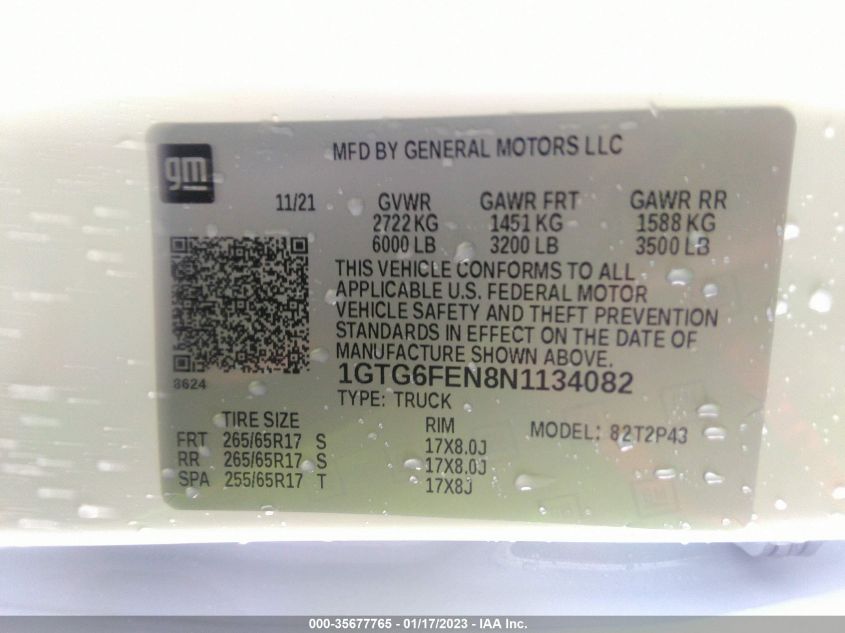 gm
MFD BY GENERAL MOTORS LLC
11/21 GVWR GAWR FRT GAWR RR
2722 KG 1451 KG 1588 KG
6000 LB 3200 LB 3500 LB
THIS VEHICLE CONFORMS TO ALL
APPLICABLE U.S. FEDERAL MOTOR
VEHICLE SAFETY AND THEFT PREVENTION
STANDARDS IN EFFECT ON THE DATE OF
MANUFACTURE SHOWN ABOVE.
8624
1GTG6FEN8N1134082
TYPE: TRUCK
TIRE SIZE RIM MODEL: 82T2P43
FRT 265/65R17 S 17X8.0J
RR 265/65R17 S 17X8.0J
SPA 255/65R17 T 17X8J
000-35677765 - 01/17/2023 - IAA Inc.